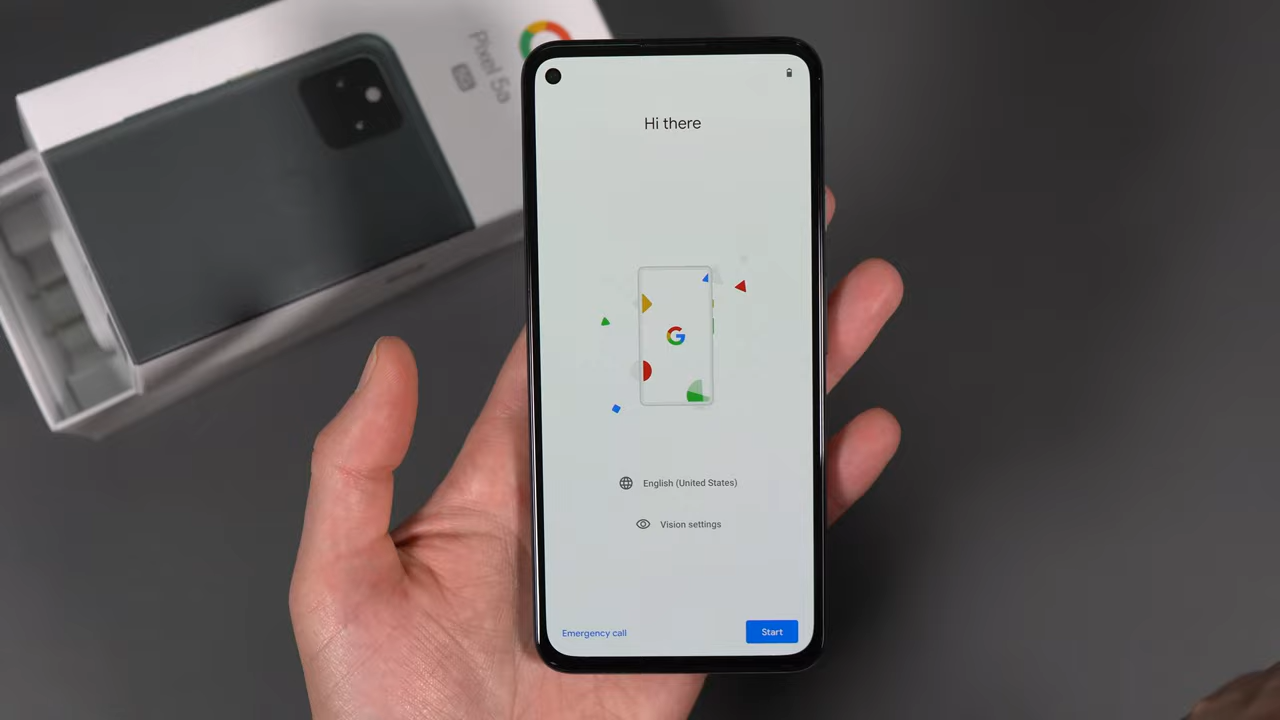 Pixel 5a
5G
Hi there
G
English (United States)
Vision settings
Emergency call
Start